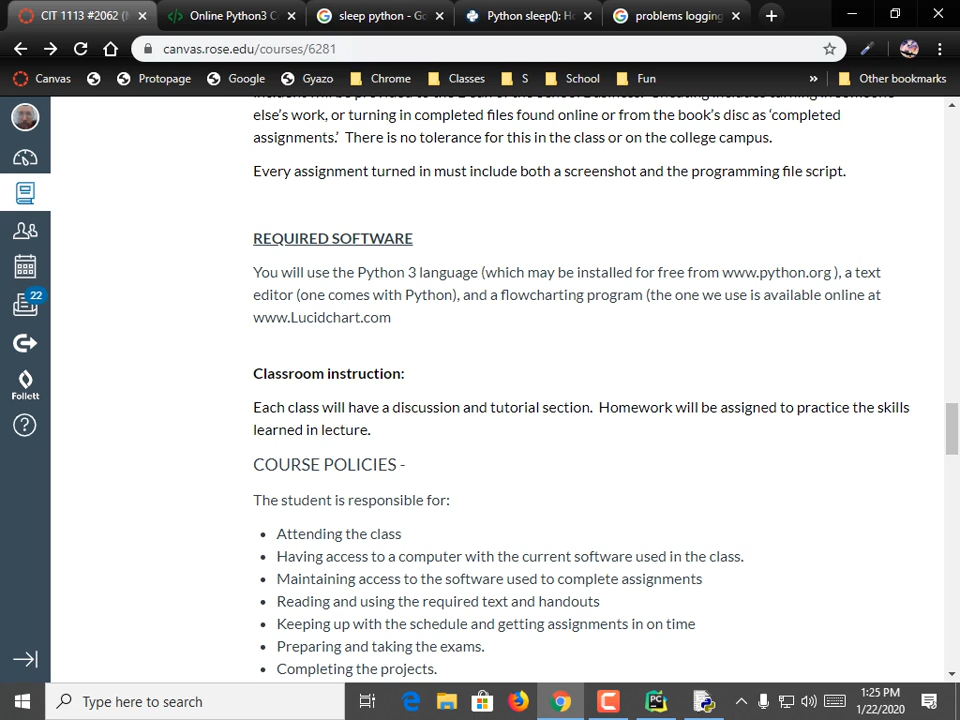 CIT 1113 #2062 (M
Online Python3 C
sleep python - Go
Python sleep(): Ho
problems logging
canvas.rose.edu/courses/6281
Canvas
Protopage
Google
Gyazo
Chrome
Classes
S
School
Fun
»
Other bookmarks
else's work, or turning in completed files found online or from the book's disc as 'completed
assignments.' There is no tolerance for this in the class or on the college campus.
Every assignment turned in must include both a screenshot and the programming file script.
REQUIRED SOFTWARE
You will use the Python 3 language (which may be installed for free from www.python.org ), a text
editor (one comes with Python), and a flowcharting program (the one we use is available online at
www.Lucidchart.com
Classroom instruction:
Each class will have a discussion and tutorial section. Homework will be assigned to practice the skills
learned in lecture.
COURSE POLICIES -
The student is responsible for:
• Attending the class
• Having access to a computer with the current software used in the class.
• Maintaining access to the software used to complete assignments
• Reading and using the required text and handouts
• Keeping up with the schedule and getting assignments in on time
• Preparing and taking the exams.
• Completing the projects.
22
Follett
Type here to search
PC
1:25 PM
1/22/2020